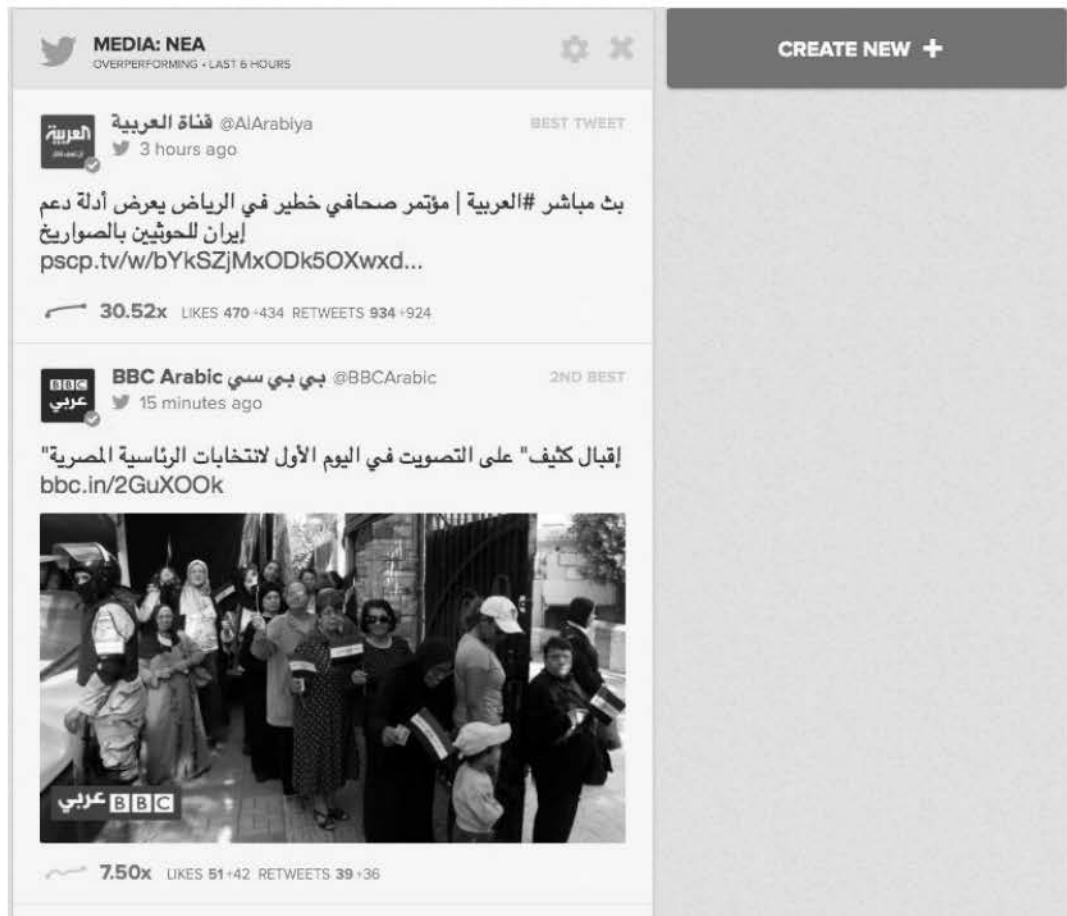 MEDIA: NEA
OVERPERFORMING • LAST 6 HOURS
CREATE NEW +
العربية
قناة العربية @AlArabiya
BEST TWEET
3 hours ago
بث مباشر #العربية | مؤتمر صحافي خطير في الرياض يعرض أدلة دعم
إيران للحوثيين بالصواريخ
pscp.tv/w/bYkSZjMxODk5OXwxd...
30.52x LIKES 470 +434 RETWEETS 934 +924
BBC
عربي
BBC Arabic بي بي سي @BBCArabic
2ND BEST
15 minutes ago
إقبال كثيف" على التصويت في اليوم الأول لانتخابات الرئاسية المصرية"
bbc.in/2GuXOOk
عربي BBC
7.50x LIKES 51 +42 RETWEETS 39 +36